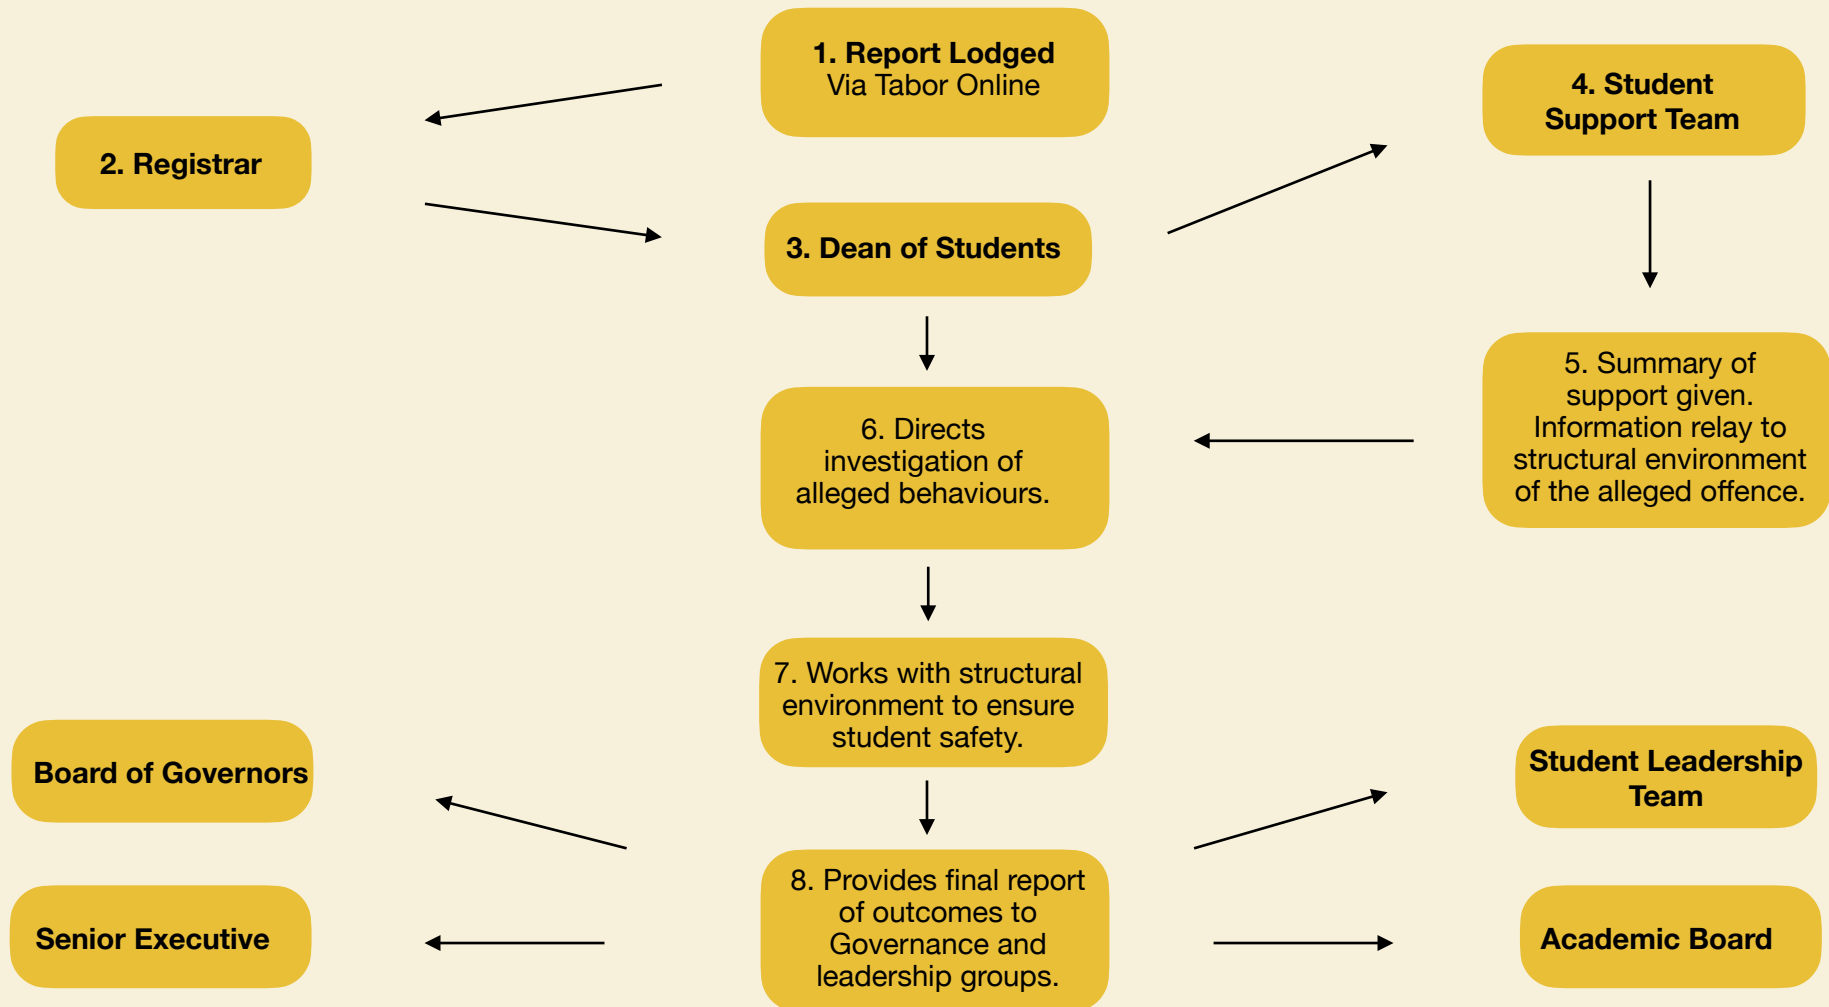 1. Report Lodged
Via Tabor Online
2. Registrar
3. Dean of Students
4. Student
Support Team
5. Summary of
support given.
Information relay to
structural environment
of the alleged offence.
6. Directs
investigation of
alleged behaviours.
7. Works with structural
environment to ensure
student safety.
8. Provides final report
of outcomes to
Governance and
leadership groups.
Board of Governors
Senior Executive
Student Leadership
Team
Academic Board